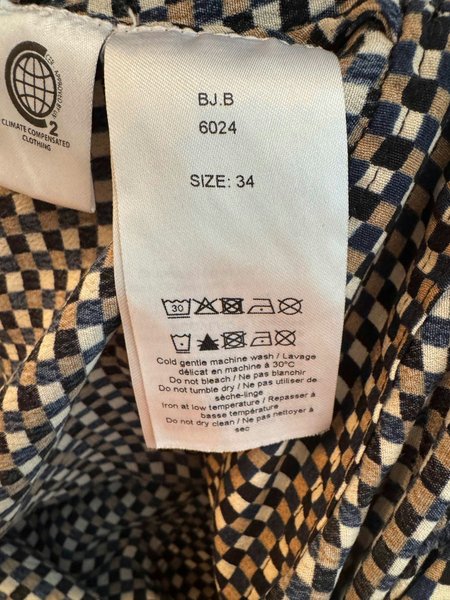 2
CLIMATE COMPENSATED
CLOTHING
BJ.B
6024
SIZE: 34
30
Cold gentle machine wash / Lavage
délicat en machine à 30°C
Do not bleach / Ne pas blanchir
Do not tumble dry / Ne pas utiliser de
sèche-linge
Iron at low temperature / Repasser à
basse température
Do not dry clean / Ne pas nettoyer à
sec